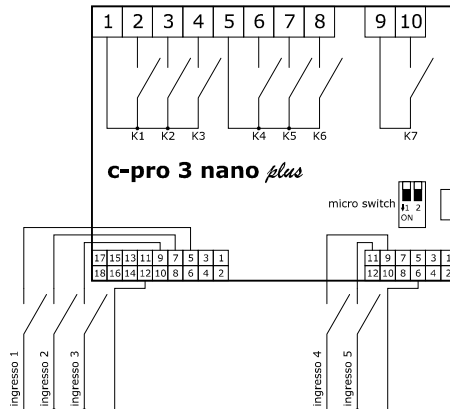 1 2 3 4 5 6 7 8 9 10
K1 K2 K3 K4 K5 K6 K7
c-pro 3 nano plus
micro switch
1 2
ON
17 15 13 11 9 7 5 3 1
18 16 14 12 10 8 6 4 2
11 9 7 5 3 1
12 10 8 6 4 2
ingresso 1
ingresso 2
ingresso 3
ingresso 4
ingresso 5